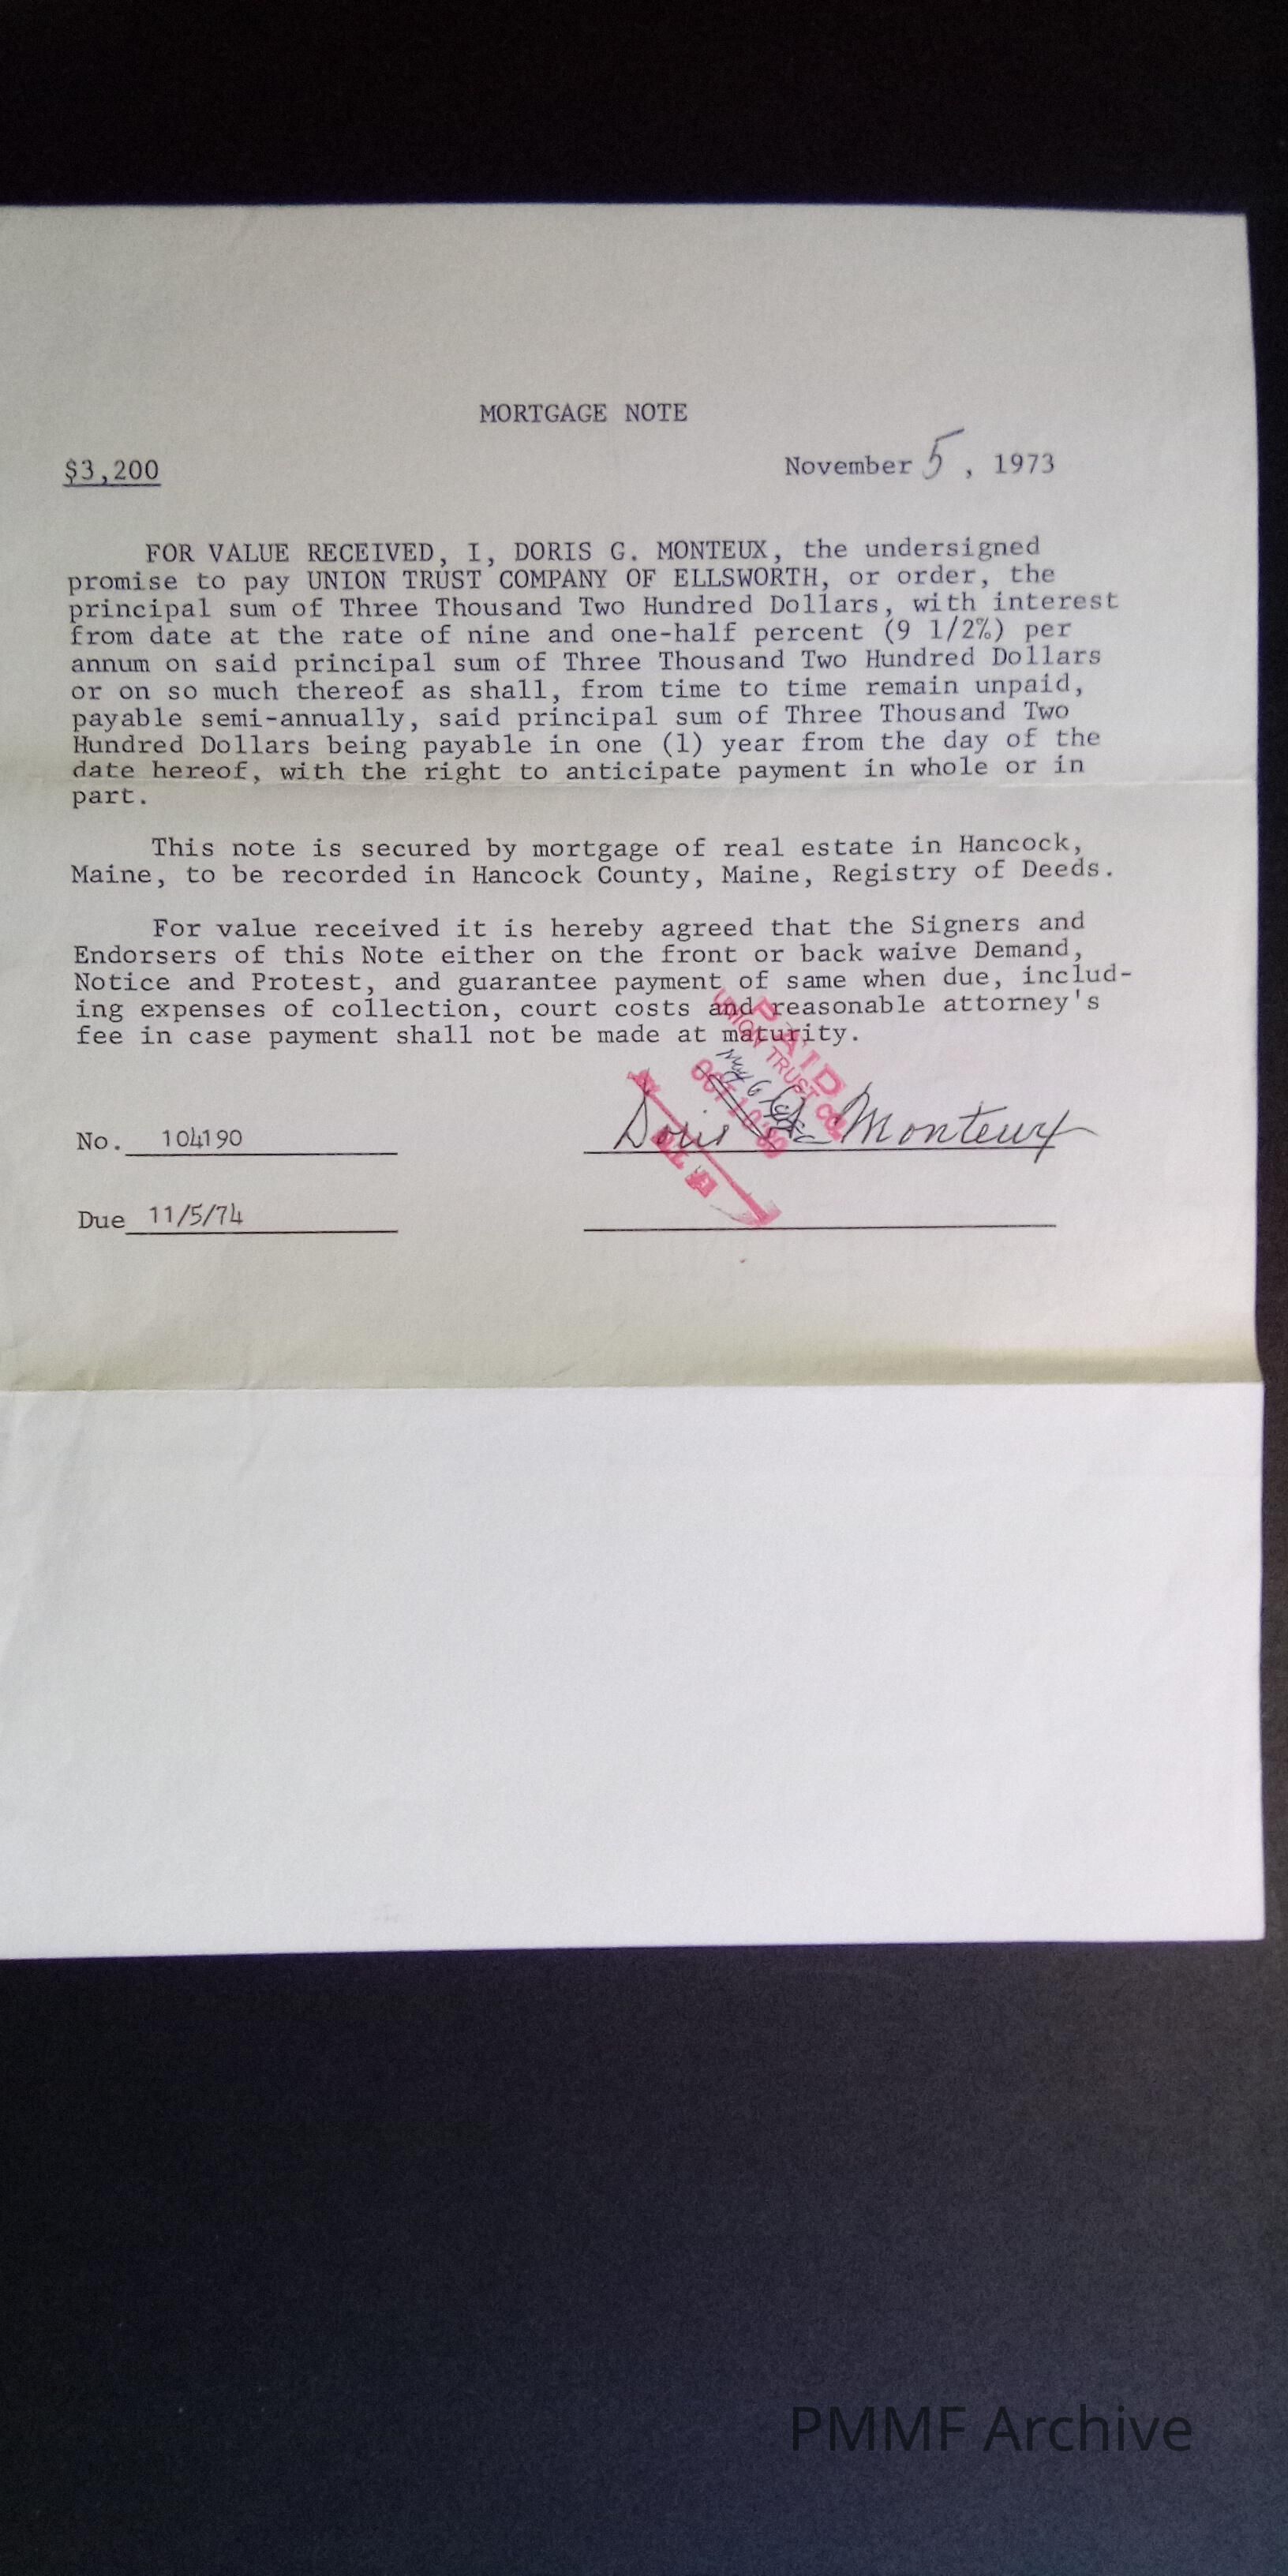 MORTGAGE NOTE
$3,200
November 5, 1973
FOR VALUE RECEIVED, I, DORIS G. MONTEUX, the undersigned
promise to pay UNION TRUST COMPANY OF ELLSWORTH, or order, the
principal sum of Three Thousand Two Hundred Dollars, with interest
from date at the rate of nine and one-half percent (9 1/2%) per
annum on said principal sum of Three Thousand Two Hundred Dollars
or on so much thereof as shall, from time to time remain unpaid,
payable semi-annually, said principal sum of Three Thousand Two
Hundred Dollars being payable in one (1) year from the day of the
date hereof, with the right to anticipate payment in whole or in
part.
This note is secured by mortgage of real estate in Hancock,
Maine, to be recorded in Hancock County, Maine, Registry of Deeds.
For value received it is hereby agreed that the Signers and
Endorsers of this Note either on the front or back waive Demand,
Notice and Protest, and guarantee payment of same when due, includ-
ing expenses of collection, court costs and reasonable attorney's
fee in case payment shall not be made at maturity.
PAID
UNION TRUST CO.
No. 104190
Doris G. Monteux
Due 11/5/74
PMMF Archive